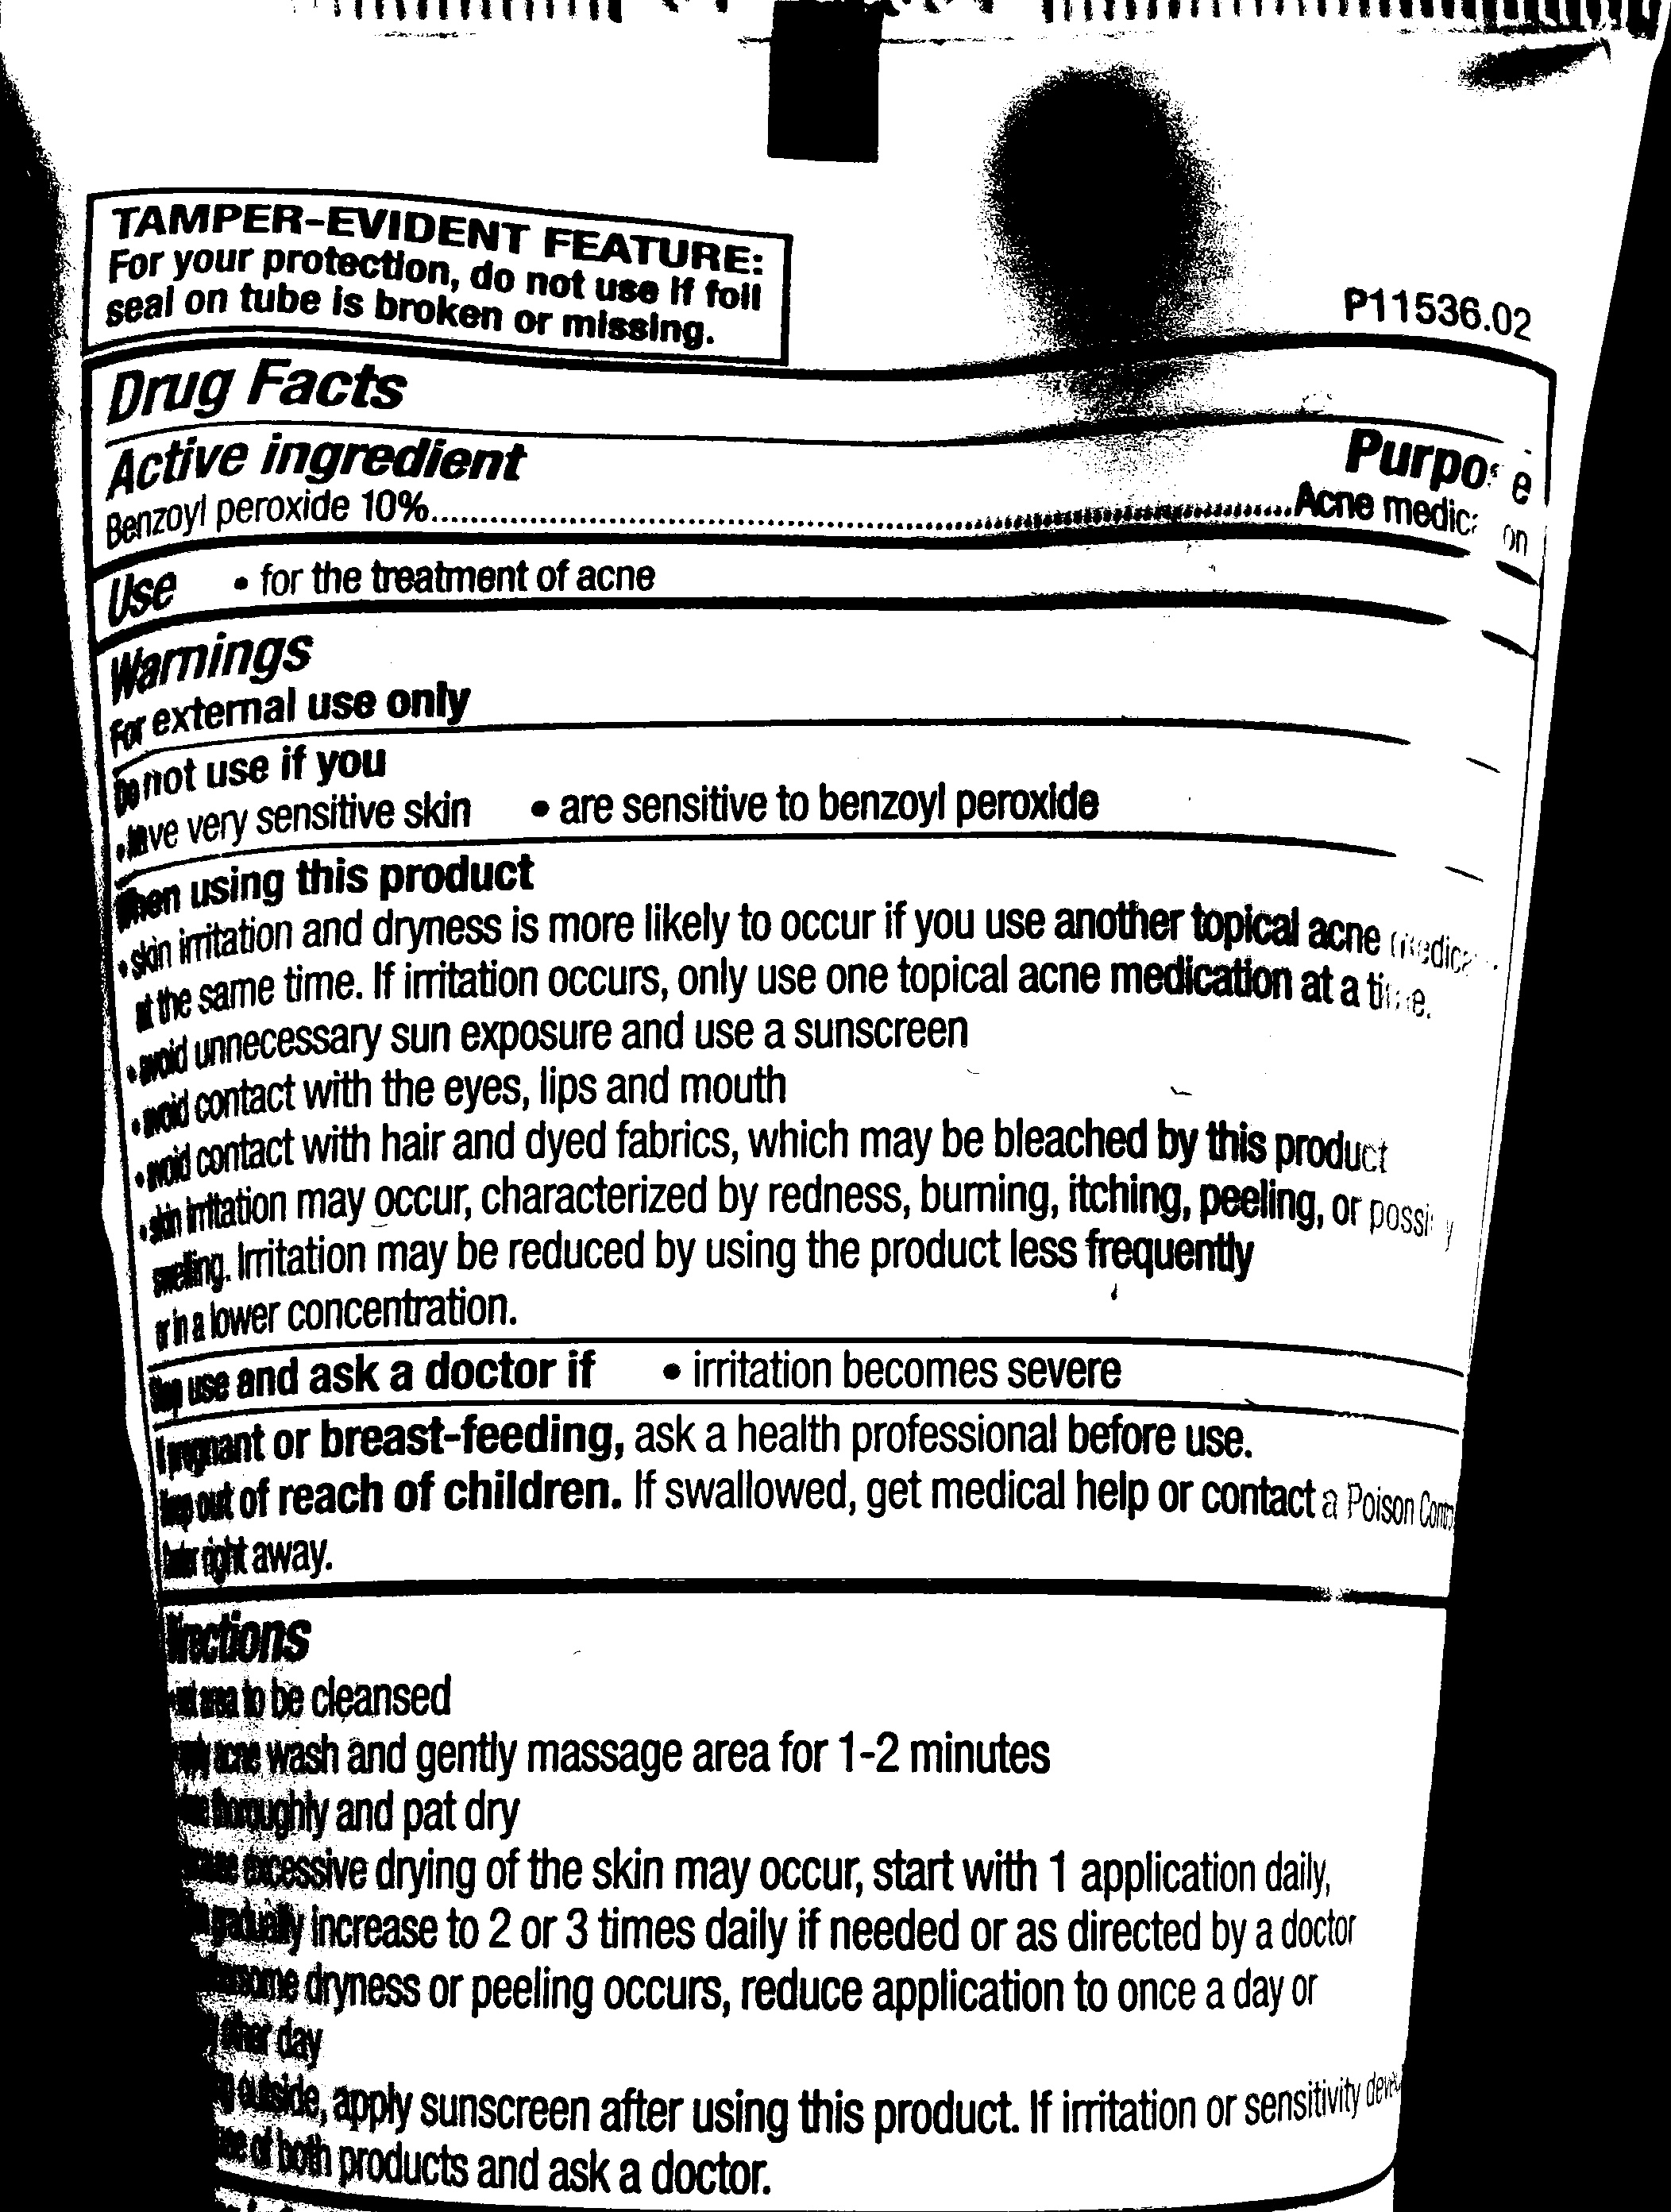 TAMPER-EVIDENT FEATURE:
For your protection, do not use if foil
seal on tube is broken or missing.
P11536.02
Drug Facts
Active ingredient Purpose
Benzoyl peroxide 10%........................Acne medication
Use • for the treatment of acne
Warnings
For external use only
Do not use if you
• have very sensitive skin • are sensitive to benzoyl peroxide
When using this product
• skin irritation and dryness is more likely to occur if you use another topical acne
at the same time. If irritation occurs, only use one topical acne medication at a time.
• avoid unnecessary sun exposure and use a sunscreen
• avoid contact with the eyes, lips and mouth
• avoid contact with hair and dyed fabrics, which may be bleached by this product
• skin irritation may occur, characterized by redness, burning, itching, peeling, or possibly
swelling. Irritation may be reduced by using the product less frequently
or in a lower concentration.
Stop use and ask a doctor if • irritation becomes severe
If pregnant or breast-feeding, ask a health professional before use.
Keep out of reach of children. If swallowed, get medical help or contact a Poison Control
Center right away.
Directions
area to be cleansed
acne wash and gently massage area for 1-2 minutes
thoroughly and pat dry
excessive drying of the skin may occur, start with 1 application daily,
gradually increase to 2 or 3 times daily if needed or as directed by a doctor
dryness or peeling occurs, reduce application to once a day or
other day
outside, apply sunscreen after using this product. If irritation or sensitivity
use of both products and ask a doctor.